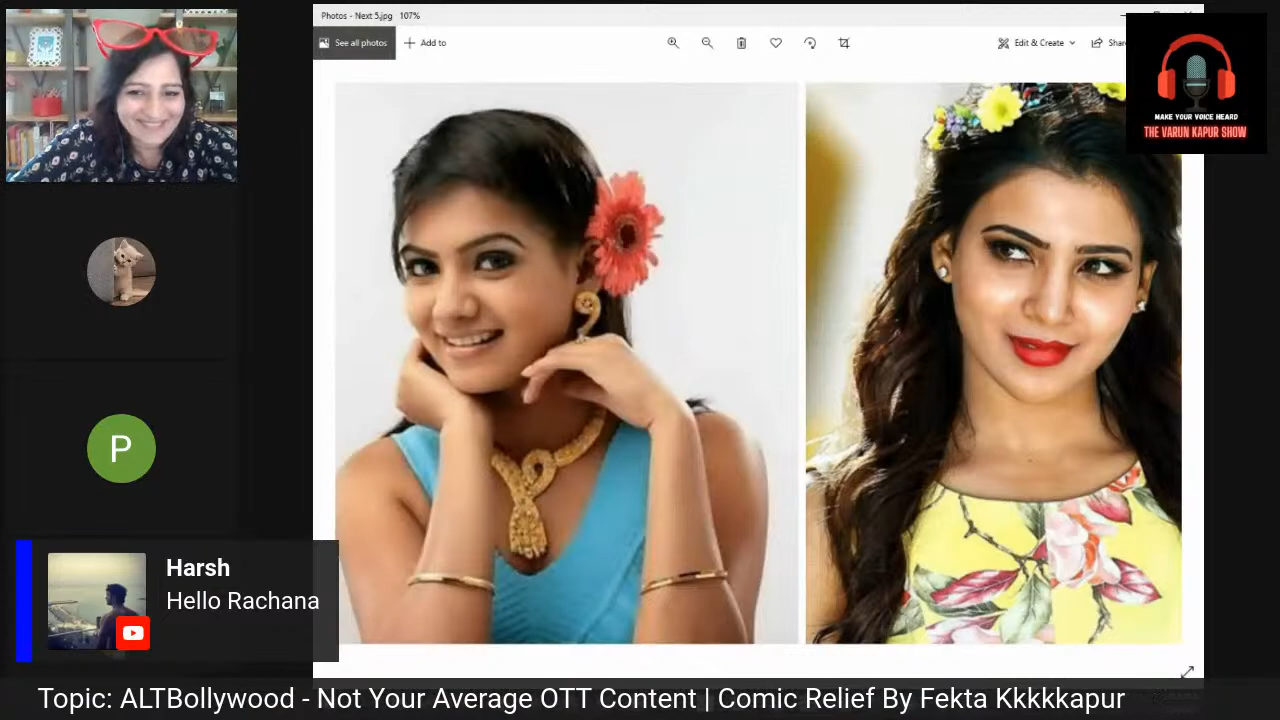 Photos - Next 5.jpg 107%
See all photos
Add to
Edit & Create
MAKE YOUR VOICE HEARD
THE VARUN KAPUR SHOW
P
Harsh
Hello Rachana
Topic: ALTBollywood - Not Your Average OTT Content | Comic Relief By Fekta Kkkkkapur